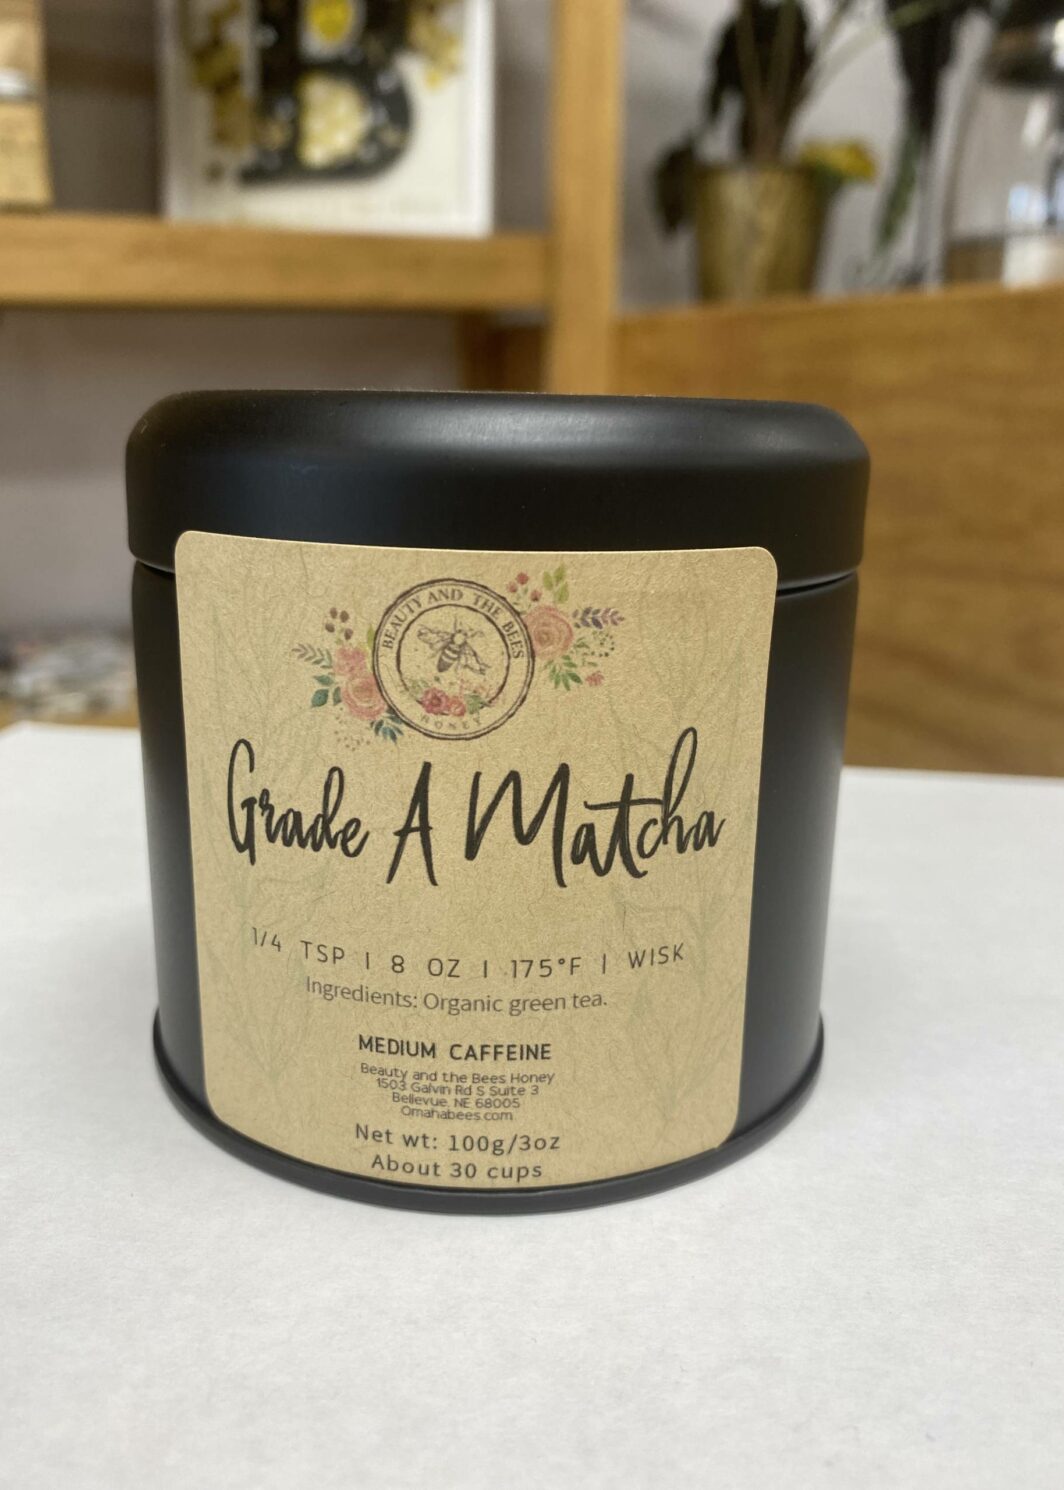 BEAUTY AND THE BEES
HONEY
Grade A Matcha
1/4 TSP | 8 OZ | 175°F | WISK
Ingredients: Organic green tea.
MEDIUM CAFFEINE
Beauty and the Bees Honey
1503 Galvin Rd S Suite 3
Bellevue, NE 68005
Omahabees.com
Net wt: 100g/3oz
About 30 cups
B